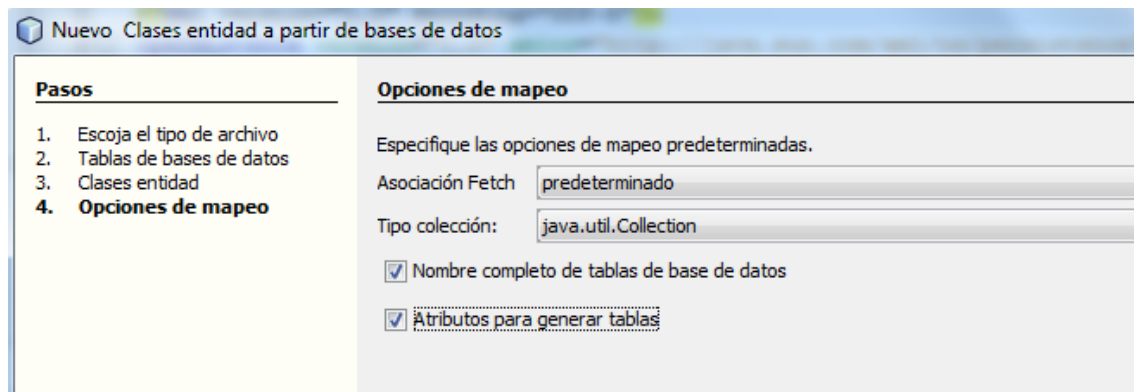 Nuevo Clases entidad a partir de bases de datos
Pasos
1. Escoja el tipo de archivo
2. Tablas de bases de datos
3. Clases entidad
4. Opciones de mapeo
Opciones de mapeo
Especifique las opciones de mapeo predeterminadas.
Asociación Fetch predeterminado
Tipo colección: java.util.Collection
Nombre completo de tablas de base de datos
Atributos para generar tablas